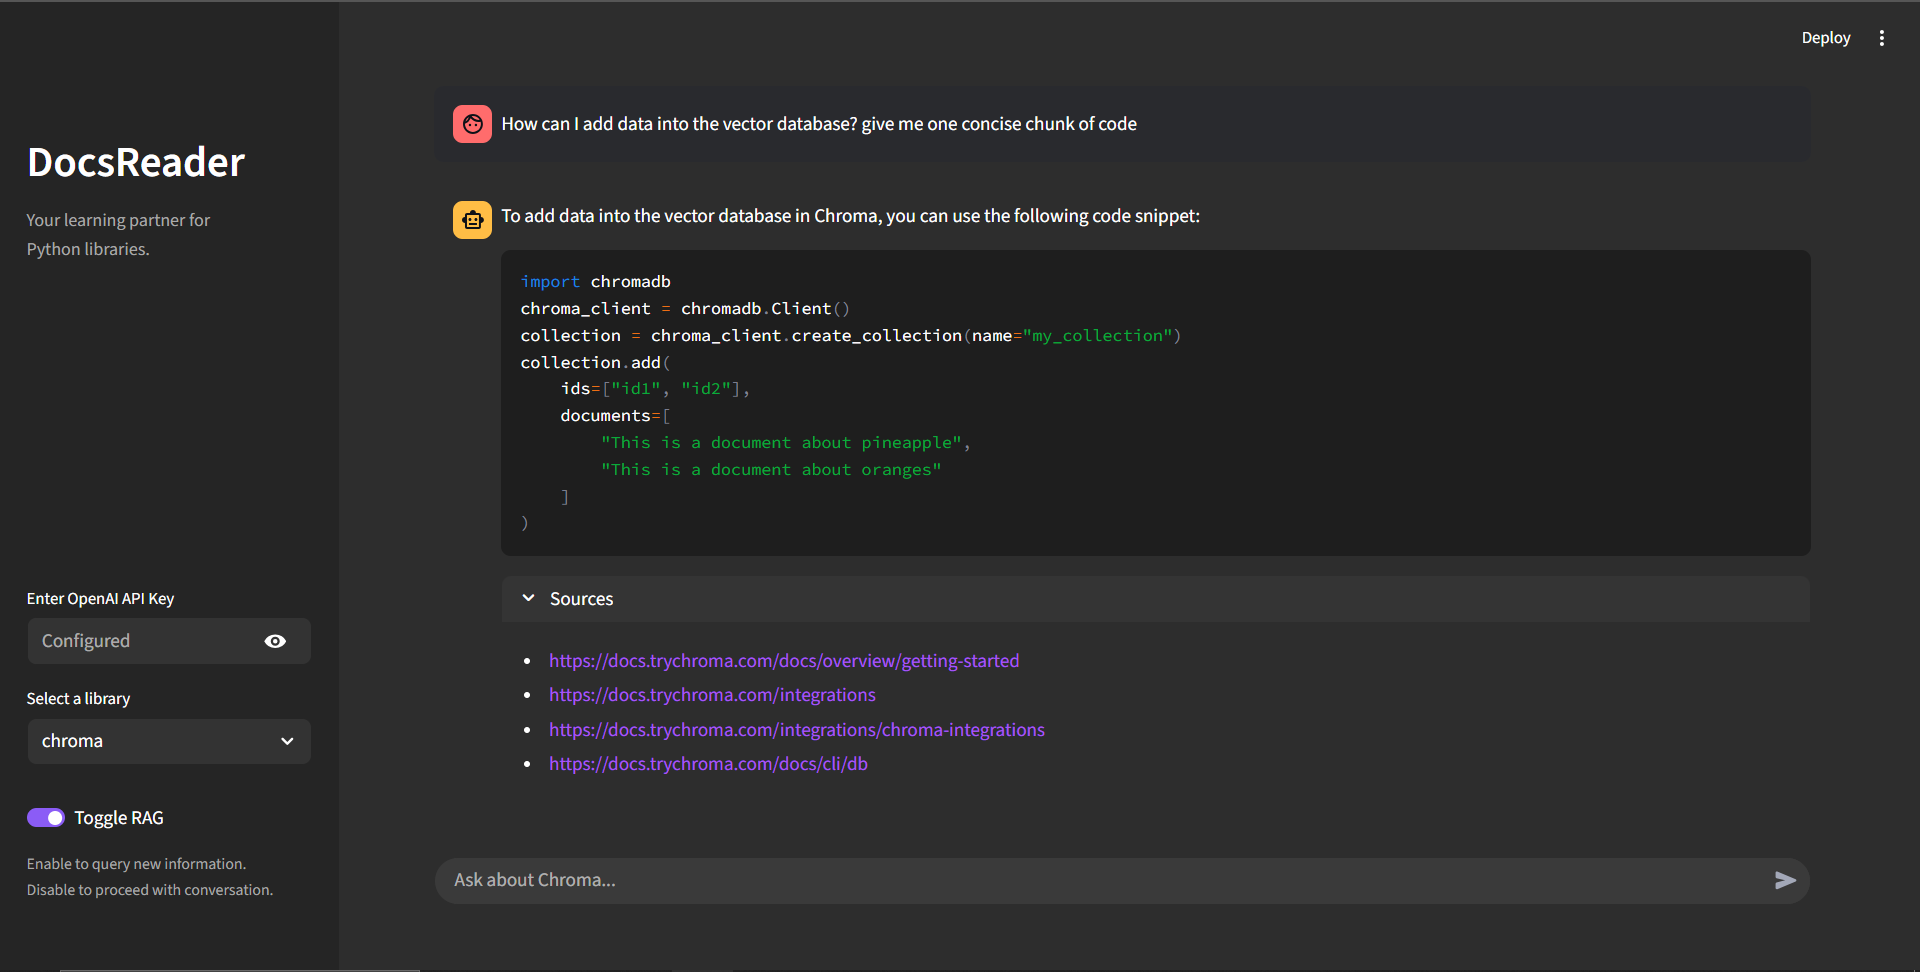 Deploy
DocsReader
Your learning partner for
Python libraries.
Enter OpenAI API Key
Configured
Select a library
chroma
Toggle RAG
Enable to query new information.
Disable to proceed with conversation.
How can I add data into the vector database? give me one concise chunk of code
To add data into the vector database in Chroma, you can use the following code snippet:
import chromadb
chroma_client = chromadb.Client()
collection = chroma_client.create_collection(name="my_collection")
collection.add(
    ids=["id1", "id2"],
    documents=[
        "This is a document about pineapple",
        "This is a document about oranges"
    ]
)
Sources
https://docs.trychroma.com/docs/overview/getting-started
https://docs.trychroma.com/integrations
https://docs.trychroma.com/integrations/chroma-integrations
https://docs.trychroma.com/docs/cli/db
Ask about Chroma...